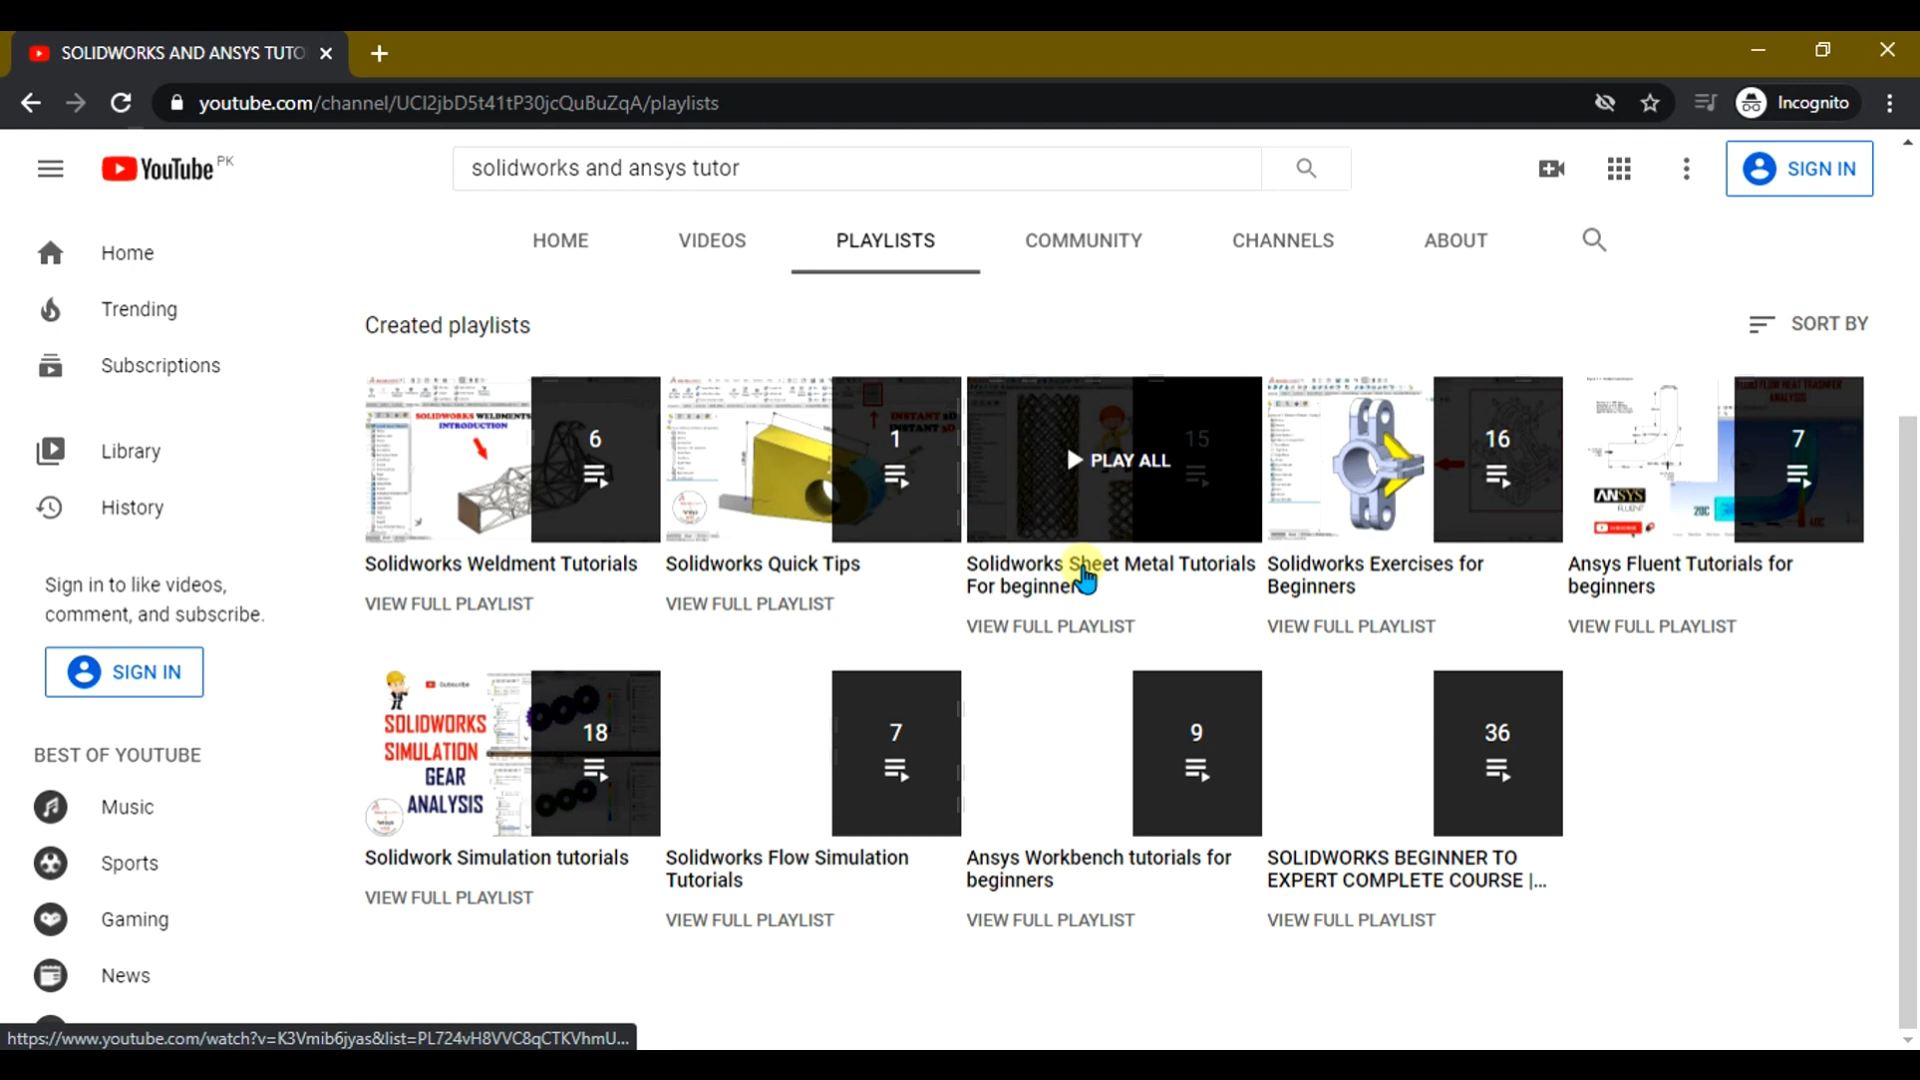 SOLIDWORKS AND ANSYS TUTO
youtube.com/channel/UCI2jbD5t41tP30jcQuBuZqA/playlists
Incognito
YouTube PK
solidworks and ansys tutor
SIGN IN
HOME
VIDEOS
PLAYLISTS
COMMUNITY
CHANNELS
ABOUT
Home
Trending
Subscriptions
Library
History
Sign in to like videos,
comment, and subscribe.
SIGN IN
BEST OF YOUTUBE
Music
Sports
Gaming
News
Created playlists
SORT BY
SOLIDWORKS WELDMENTS
INTRODUCTION
6
Solidworks Weldment Tutorials
VIEW FULL PLAYLIST
1
Solidworks Quick Tips
VIEW FULL PLAYLIST
15
PLAY ALL
Solidworks Sheet Metal Tutorials
For beginners
VIEW FULL PLAYLIST
16
Solidworks Exercises for
Beginners
VIEW FULL PLAYLIST
ANSYS
FLUENT
20C
7
Ansys Fluent Tutorials for
beginners
VIEW FULL PLAYLIST
Subscribe
SOLIDWORKS
SIMULATION
GEAR
ANALYSIS
18
Solidwork Simulation tutorials
VIEW FULL PLAYLIST
7
Solidworks Flow Simulation
Tutorials
VIEW FULL PLAYLIST
9
Ansys Workbench tutorials for
beginners
VIEW FULL PLAYLIST
36
SOLIDWORKS BEGINNER TO
EXPERT COMPLETE COURSE |...
VIEW FULL PLAYLIST
https://www.youtube.com/watch?v=K3Vmib6jyas&list=PL724vH8VVC8qCTKVhmU...